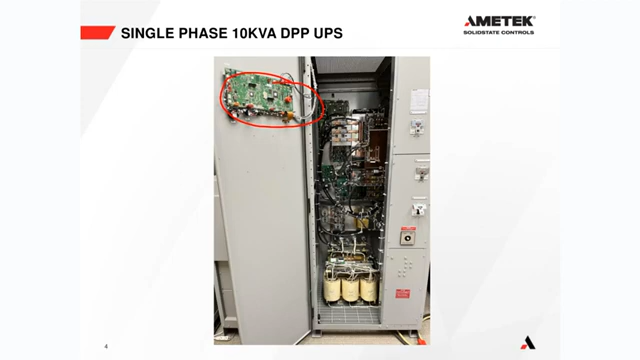 SINGLE PHASE 10KVA DPP UPS
AMETEK
SOLIDSTATE CONTROLS
4